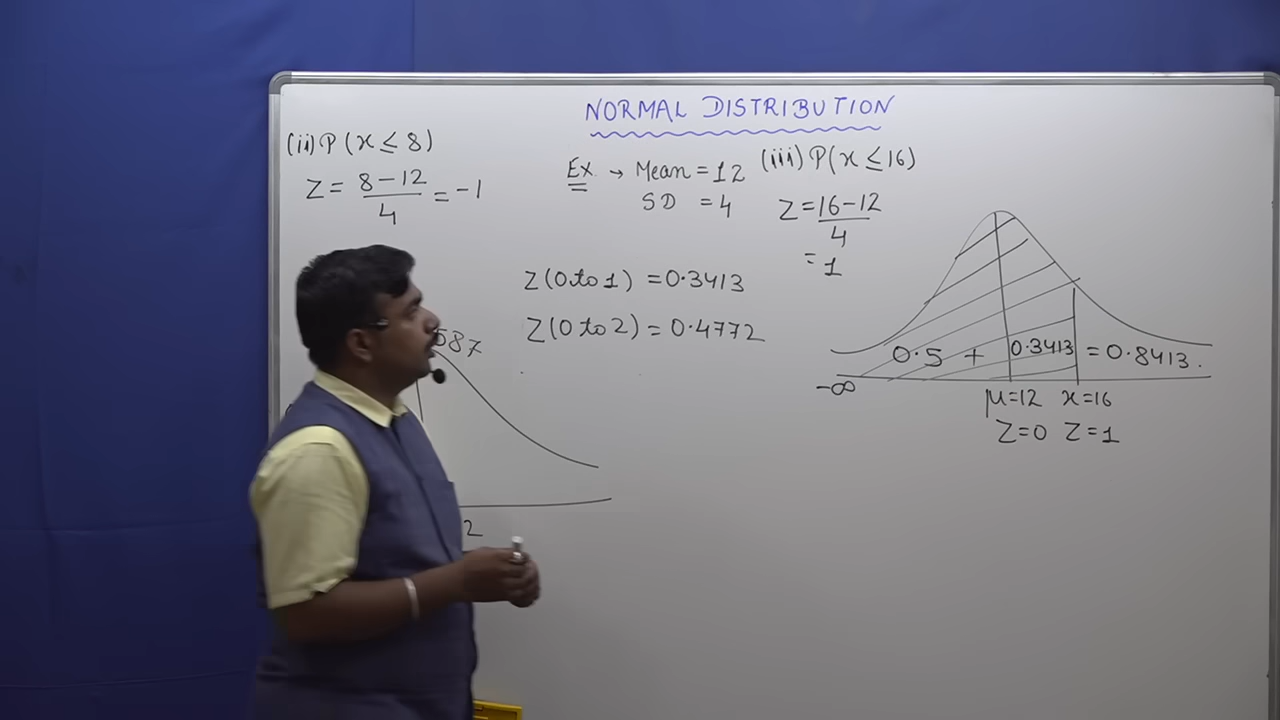 NORMAL DISTRIBUTION
(ii) P(x ≤ 8)
Z = 8-12 / 4 = -1
587
2
Ex. → Mean = 12
SD = 4
Z(0 to 1) = 0.3413
Z(0 to 2) = 0.4772
(iii) P(x ≤ 16)
Z = 16-12 / 4
= 1
0.5 + 0.3413 = 0.8413.
-∞ μ=12 x=16
Z=0 Z=1